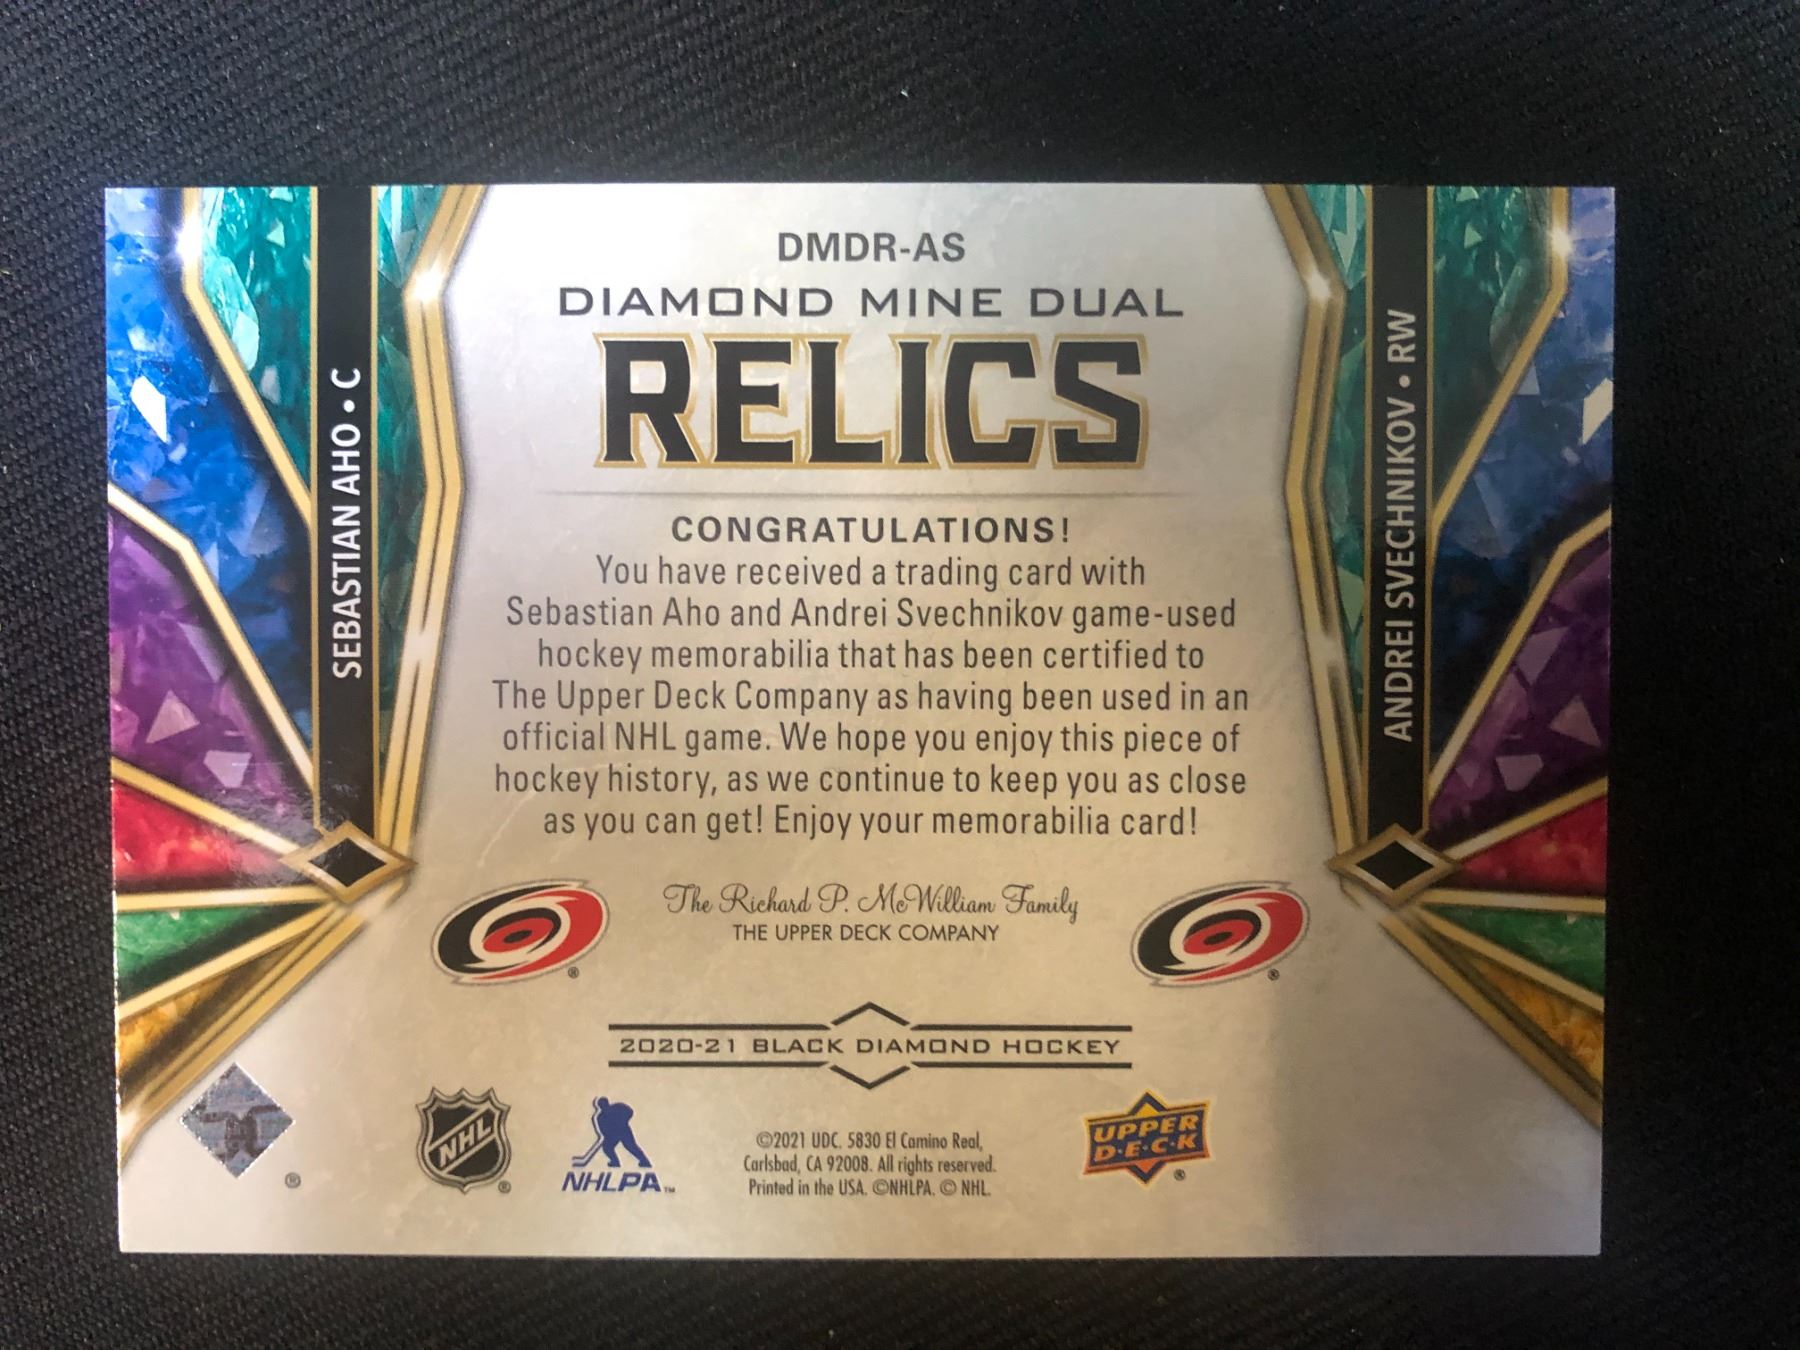 DMDR-AS
DIAMOND MINE DUAL
RELICS
SEBASTIAN AHO • C
ANDREI SVECHNIKOV • RW
CONGRATULATIONS!
You have received a trading card with
Sebastian Aho and Andrei Svechnikov game-used
hockey memorabilia that has been certified to
The Upper Deck Company as having been used in an
official NHL game. We hope you enjoy this piece of
hockey history, as we continue to keep you as close
as you can get! Enjoy your memorabilia card!
The Richard P. McWilliam Family
THE UPPER DECK COMPANY
®
®
2020-21 BLACK DIAMOND HOCKEY
®
NHL ®
NHLPA™
©2021 UDC. 5830 El Camino Real,
Carlsbad, CA 92008. All rights reserved.
Printed in the USA. ©NHLPA. © NHL.
UPPER
D·E·C·K ®